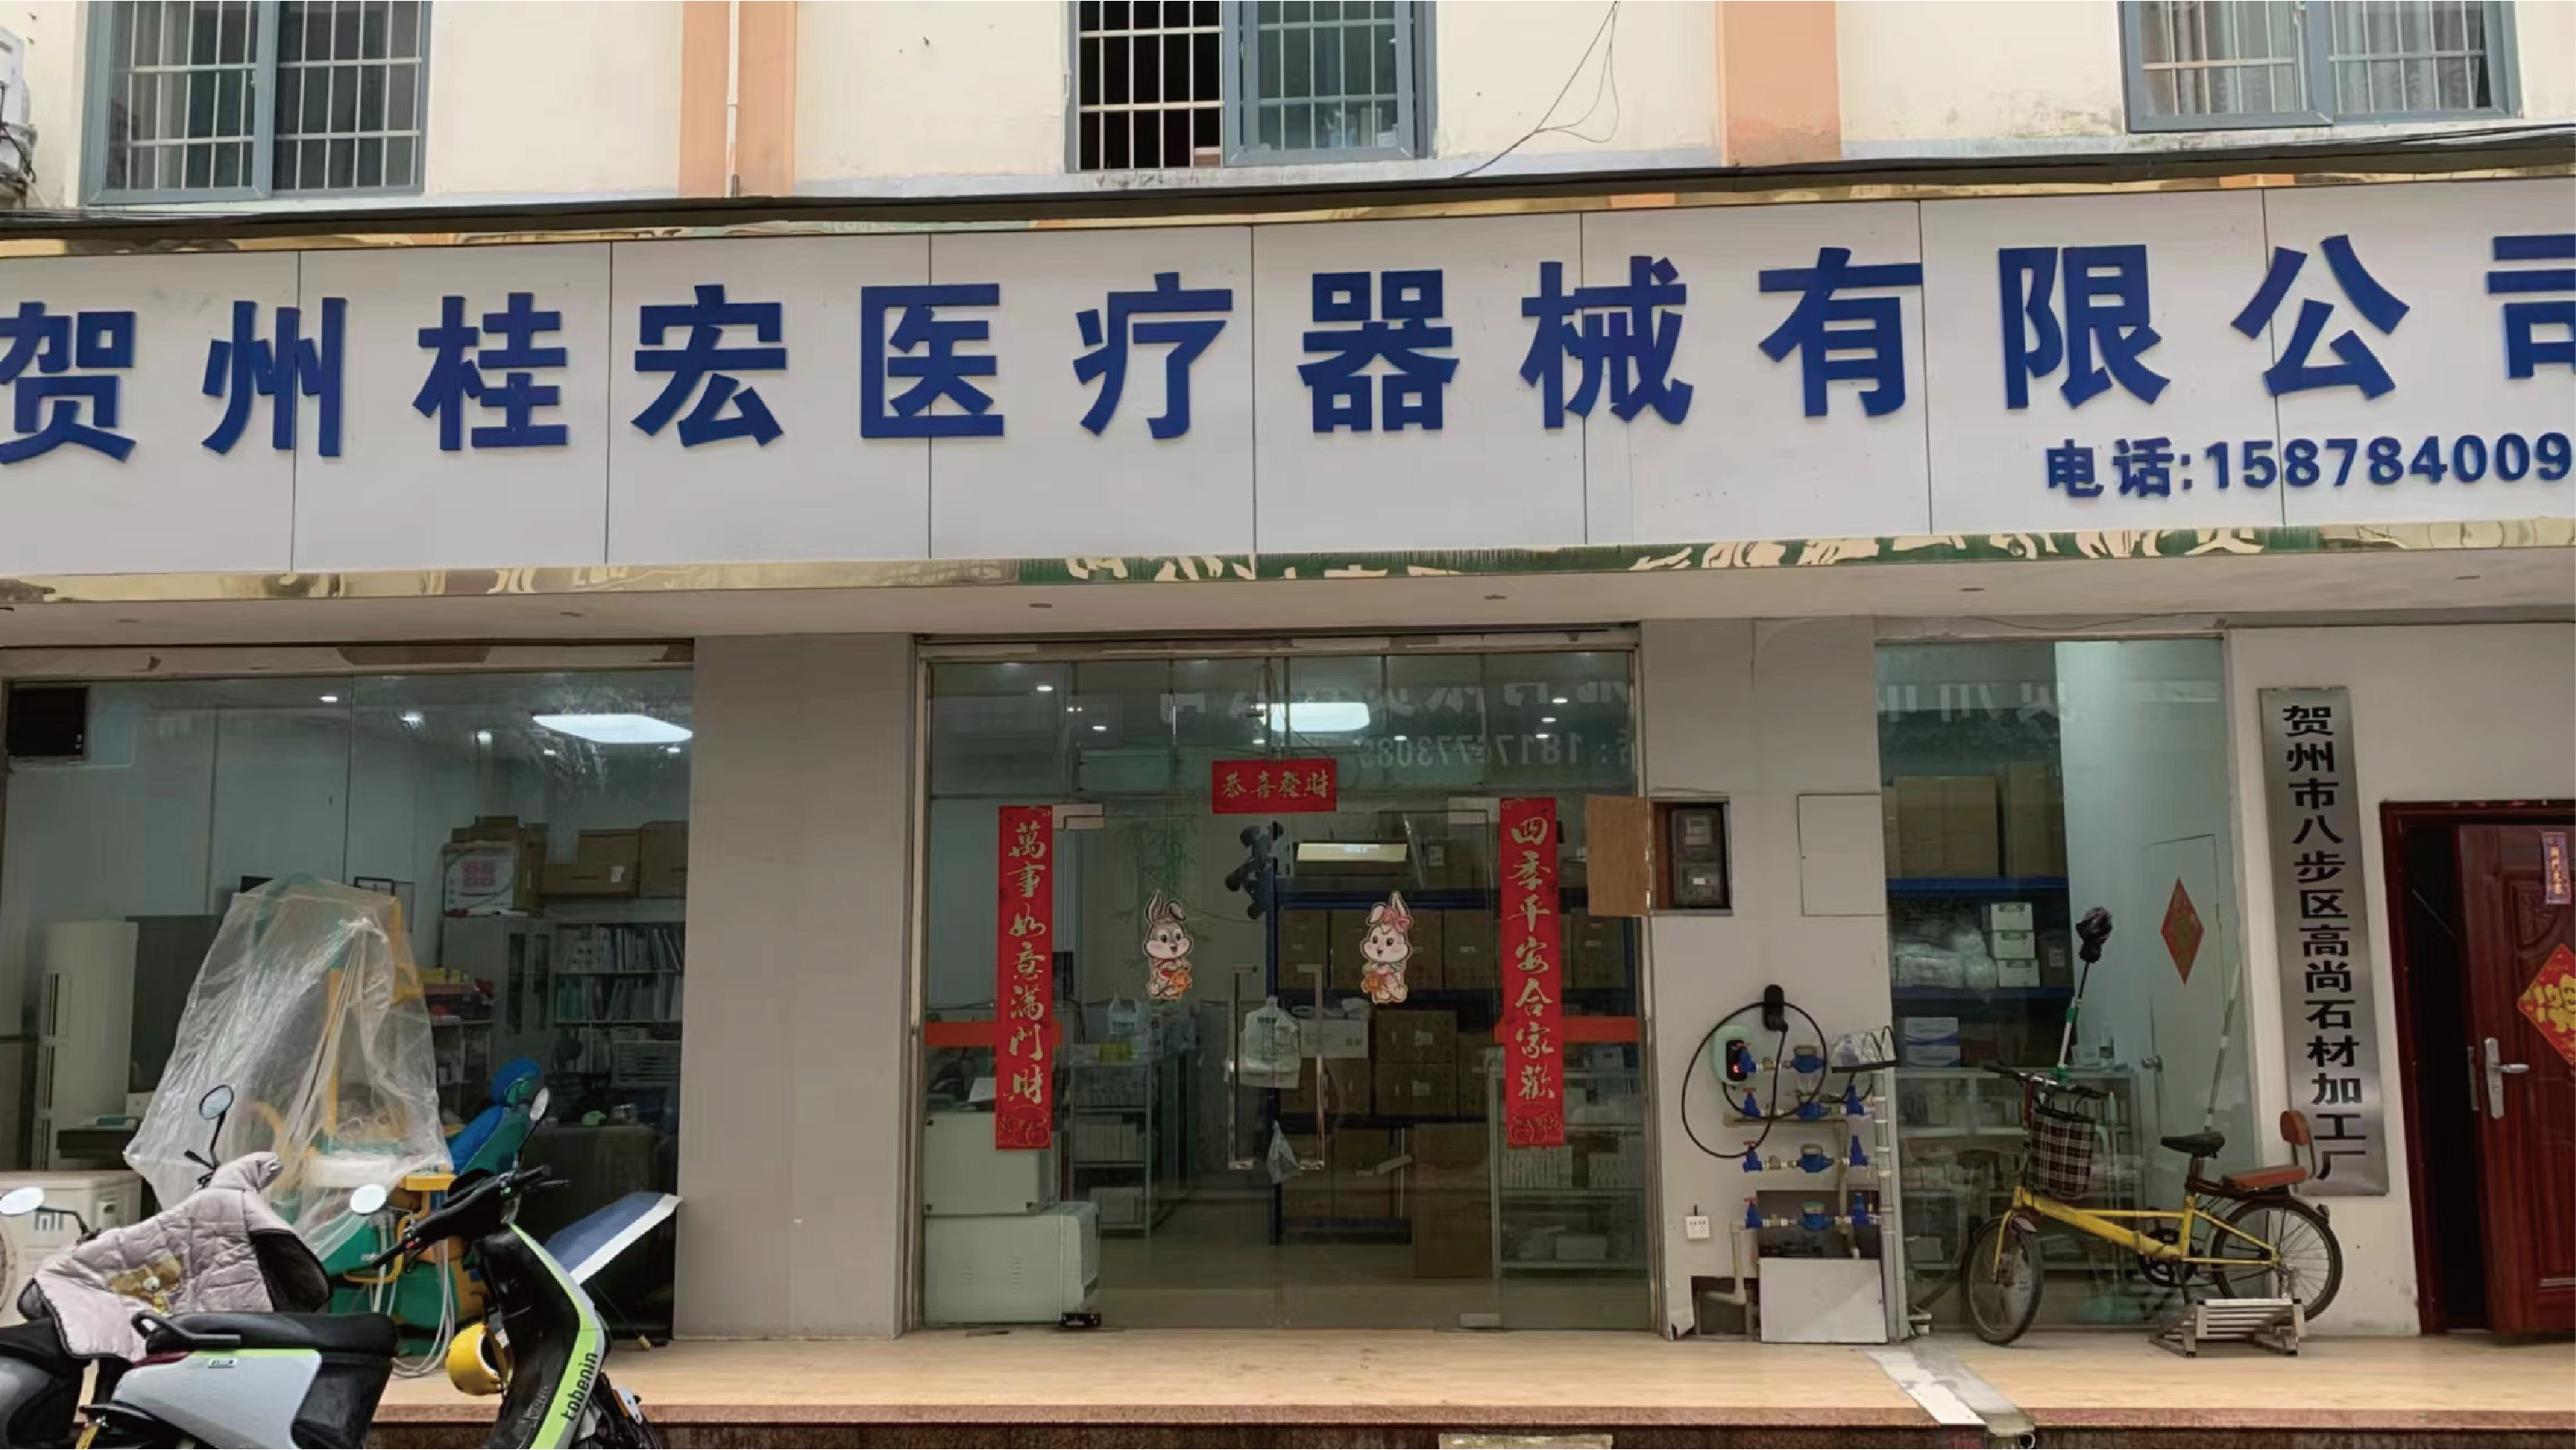 贺州桂宏医疗器械有限公司
电话:158784009
恭喜發財
萬事如意滿門財
四季平安合家歡
贺州市八步区高尚石材加工厂
tabenin